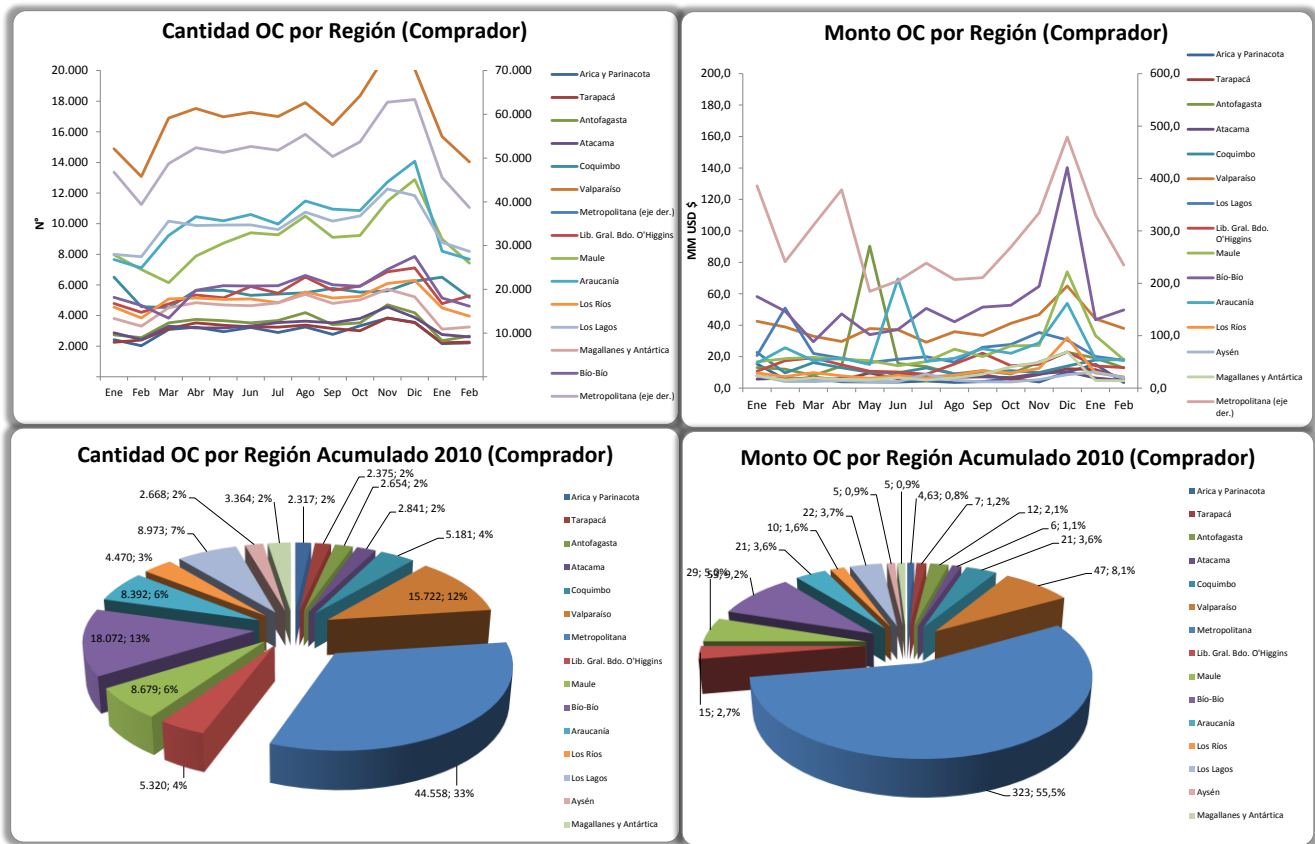 Cantidad OC por Región (Comprador)
20.000
18.000
16.000
14.000
12.000
10.000
8.000
6.000
4.000
2.000
N°
70.000
60.000
50.000
40.000
30.000
20.000
10.000
Ene Feb Mar Abr May Jun Jul Ago Sep Oct Nov Dic Ene Feb
Arica y Parinacota
Tarapacá
Antofagasta
Atacama
Coquimbo
Valparaíso
Metropolitana (eje der.)
Lib. Gral. Bdo. O'Higgins
Maule
Araucanía
Los Ríos
Los Lagos
Magallanes y Antártica
Bío-Bío
Metropolitana (eje der.)
Monto OC por Región (Comprador)
200,0
180,0
160,0
140,0
120,0
100,0
80,0
60,0
40,0
20,0
0,0
MM USD $
600,0
500,0
400,0
300,0
200,0
100,0
0,0
Ene Feb Mar Abr May Jun Jul Ago Sep Oct Nov Dic Ene Feb
Arica y Parinacota
Tarapacá
Antofagasta
Atacama
Coquimbo
Valparaíso
Los Lagos
Lib. Gral. Bdo.
O'Higgins
Maule
Bío-Bío
Araucanía
Los Ríos
Aysén
Magallanes y Antártica
Metropolitana (eje
der.)
Cantidad OC por Región Acumulado 2010 (Comprador)
2.317; 2%
2.375; 2%
2.654; 2%
2.841; 2%
5.181; 4%
15.722; 12%
44.558; 33%
5.320; 4%
8.679; 6%
18.072; 13%
8.392; 6%
4.470; 3%
8.973; 7%
2.668; 2%
3.364; 2%
Arica y Parinacota
Tarapacá
Antofagasta
Atacama
Coquimbo
Valparaíso
Metropolitana
Lib. Gral. Bdo. O'Higgins
Maule
Bío-Bío
Araucanía
Los Ríos
Los Lagos
Aysén
Magallanes y Antártica
Monto OC por Región Acumulado 2010 (Comprador)
4,63; 0,8%
7; 1,2%
12; 2,1%
6; 1,1%
21; 3,6%
47; 8,1%
323; 55,5%
15; 2,7%
29; 5,0%
53; 9,2%
21; 3,6%
10; 1,6%
22; 3,7%
5; 0,9%
5; 0,9%
Arica y Parinacota
Tarapacá
Antofagasta
Atacama
Coquimbo
Valparaíso
Metropolitana
Lib. Gral. Bdo. O'Higgins
Maule
Bío-Bío
Araucanía
Los Ríos
Los Lagos
Aysén
Magallanes y Antártica